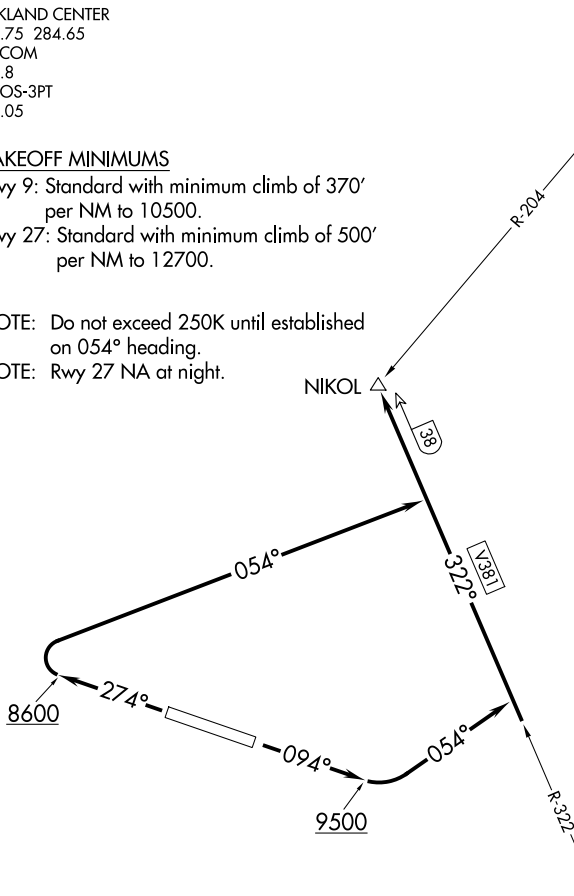 KLAND CENTER
.75 284.65
COM
.8
OS-3PT
.05
AKEOFF MINIMUMS
wy 9: Standard with minimum climb of 370'
per NM to 10500.
wy 27: Standard with minimum climb of 500'
per NM to 12700.
OTE: Do not exceed 250K until established
on 054° heading.
OTE: Rwy 27 NA at night.
R-204
NIKOL
38
054°
322°
V381
274°
8600
094°
054°
9500
R-322